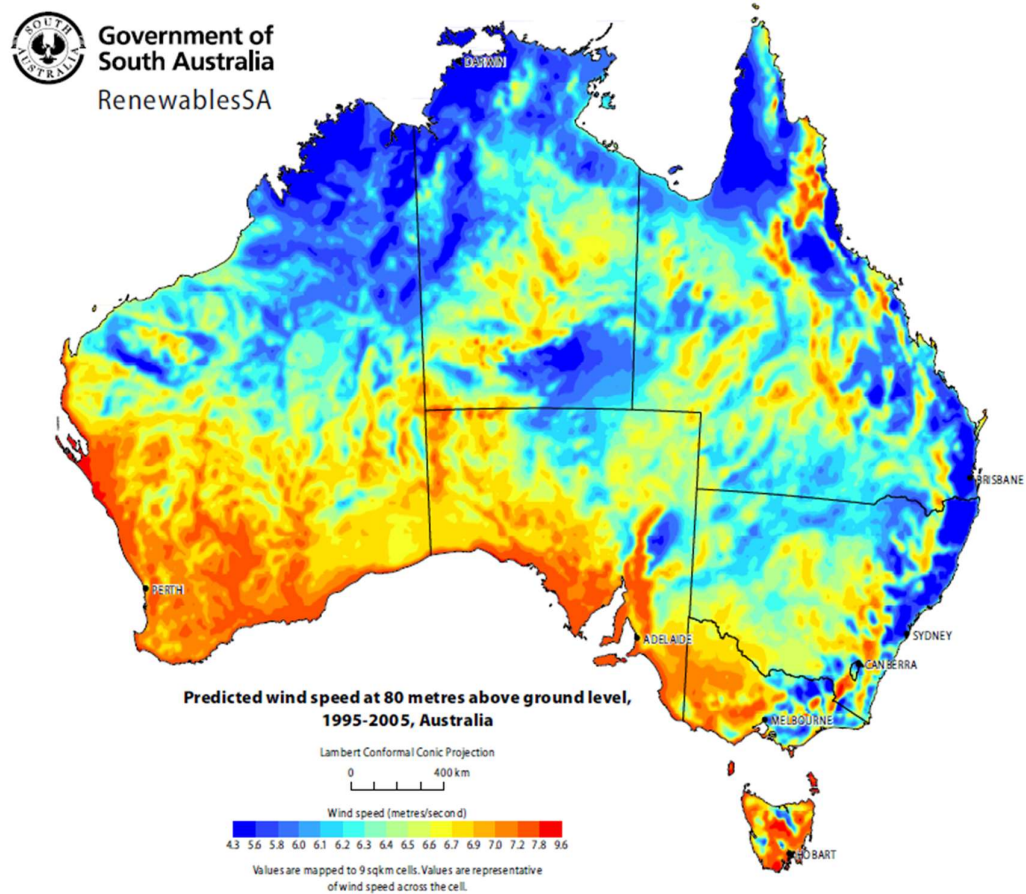 SOUTH
AUSTRALIA
Government of
South Australia
RenewablesSA
DARWIN
BRISBANE
PERTH
ADELAIDE
SYDNEY
CANBERRA
MELBOURNE
HOBART
Predicted wind speed at 80 metres above ground level,
1995-2005, Australia
Lambert Conformal Conic Projection
0 400 km
Wind speed (metres/second)
4.3 5.6 5.8 6.0 6.1 6.2 6.3 6.4 6.5 6.6 6.7 6.9 7.0 7.2 7.8 9.6
Values are mapped to 9 sqkm cells. Values are representative
of wind speed across the cell.